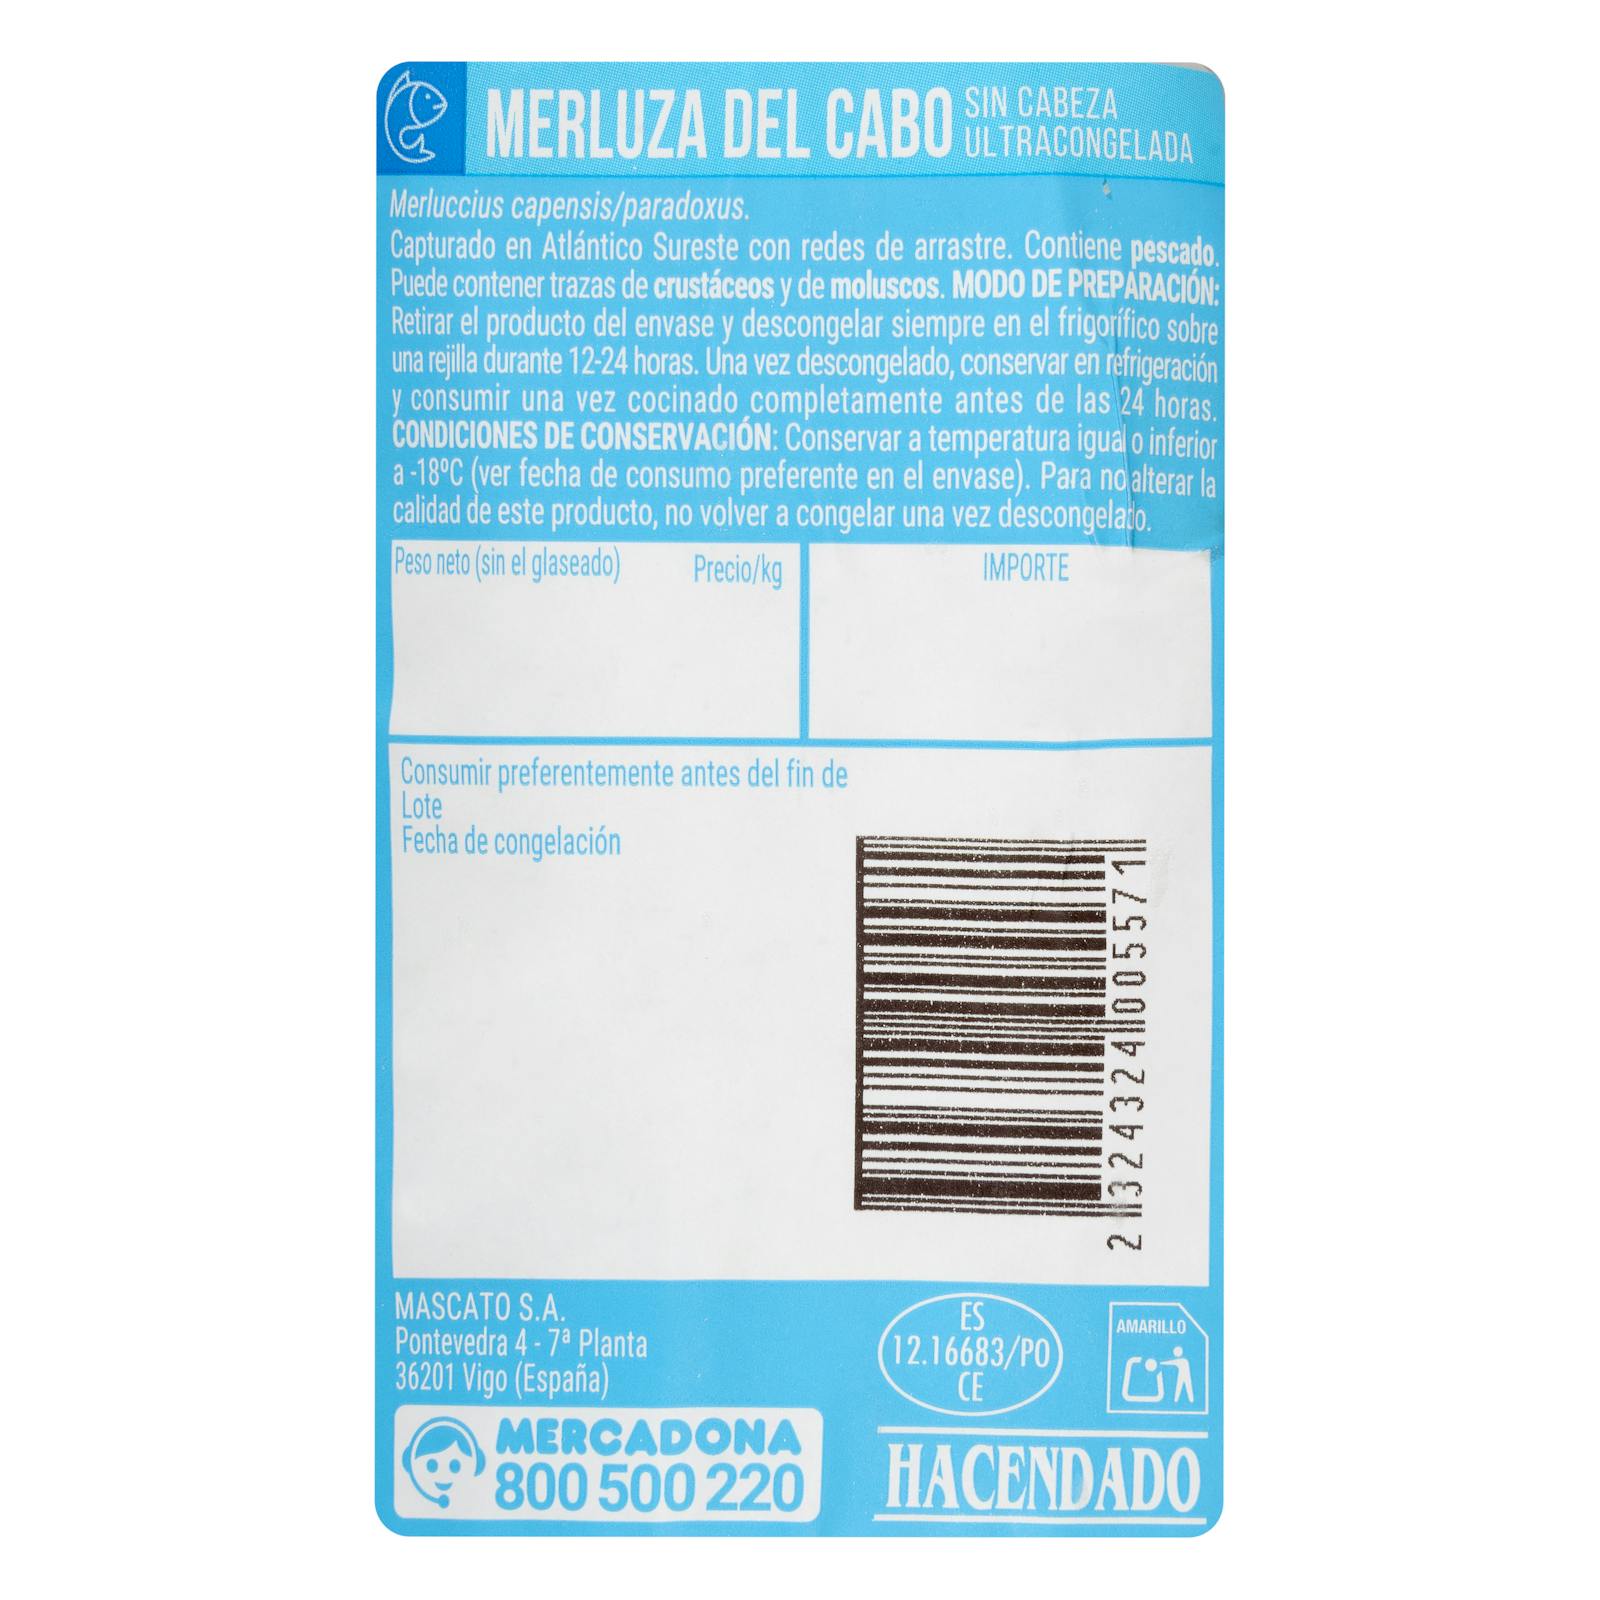 MERLUZA DEL CABO SIN CABEZA
ULTRACONGELADA
Merluccius capensis/paradoxus.
Capturado en Atlántico Sureste con redes de arrastre. Contiene pescado.
Puede contener trazas de crustáceos y de moluscos. MODO DE PREPARACIÓN:
Retirar el producto del envase y descongelar siempre en el frigorífico sobre
una rejilla durante 12-24 horas. Una vez descongelado, conservar en refrigeración
y consumir una vez cocinado completamente antes de las 24 horas.
CONDICIONES DE CONSERVACIÓN: Conservar a temperatura igual o inferior
a -18ºC (ver fecha de consumo preferente en el envase). Para no alterar la
calidad de este producto, no volver a congelar una vez descongelado.
Peso neto (sin el glaseado) Precio/kg IMPORTE
Consumir preferentemente antes del fin de
Lote
Fecha de congelación
2 324324 005571
MASCATO S.A.
Pontevedra 4 - 7ª Planta
36201 Vigo (España)
ES
12.16683/PO
CE
AMARILLO
MERCADONA
800 500 220
HACENDADO